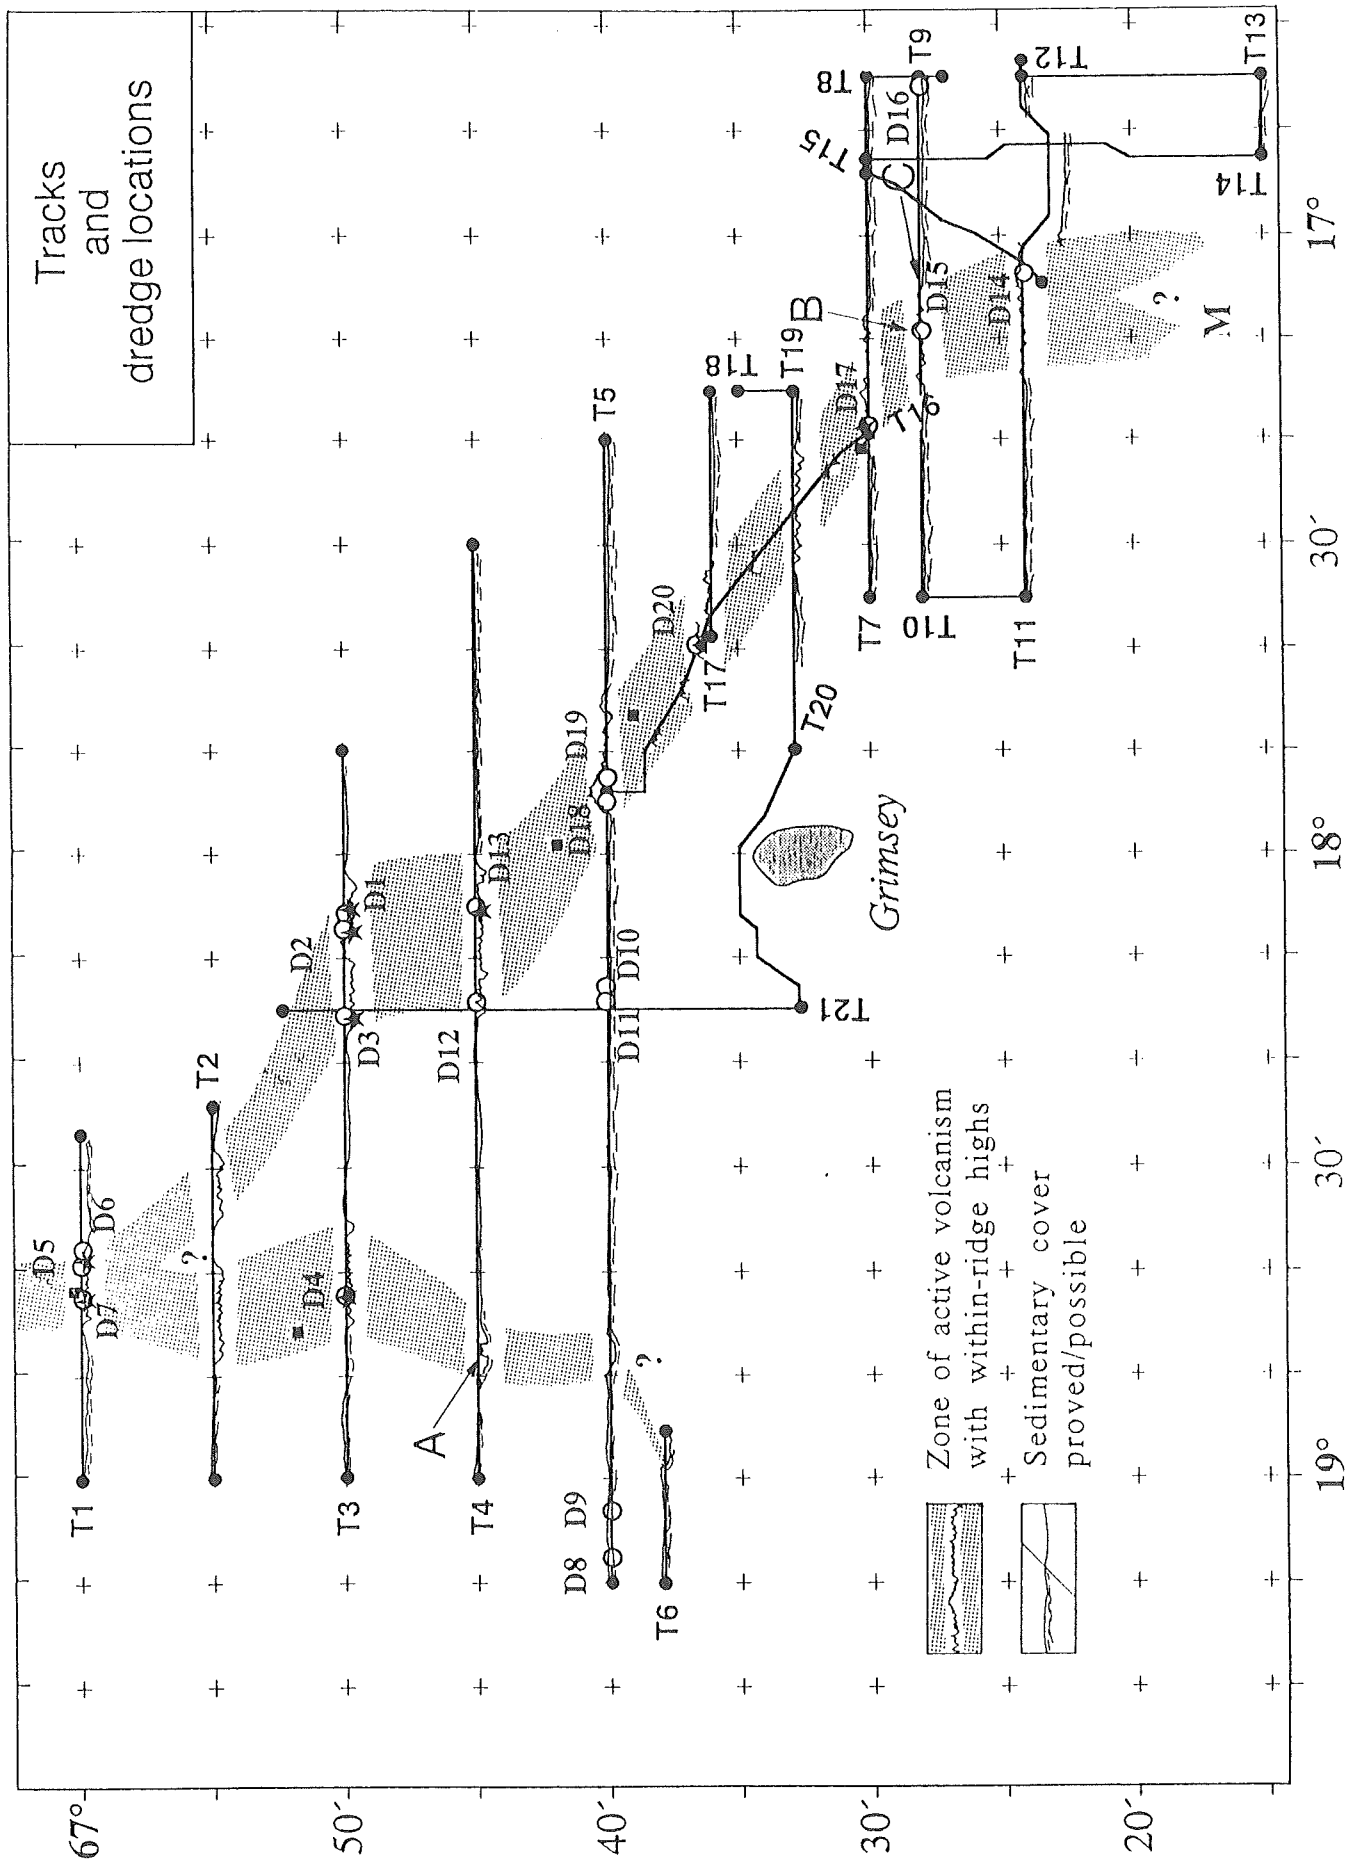 Tracks
and
dredge locations
67°
50´
40´
30´
20´
19°
30´
18°
30´
17°
T1
T2
T3
T4
T5
T6
T7
T8
T9
T10
T11
T12
T13
T14
T15
T16
T17
T18
T19
T20
T21
D1
D2
D3
D4
D5
D6
D7
D8
D9
D10
D11
D12
D13
D14
D15
D16
D17
D18
D19
D20
A
B
C
M
?
?
?
Grimsey
Zone of active volcanism
with within-ridge highs
Sedimentary cover
proved/possible